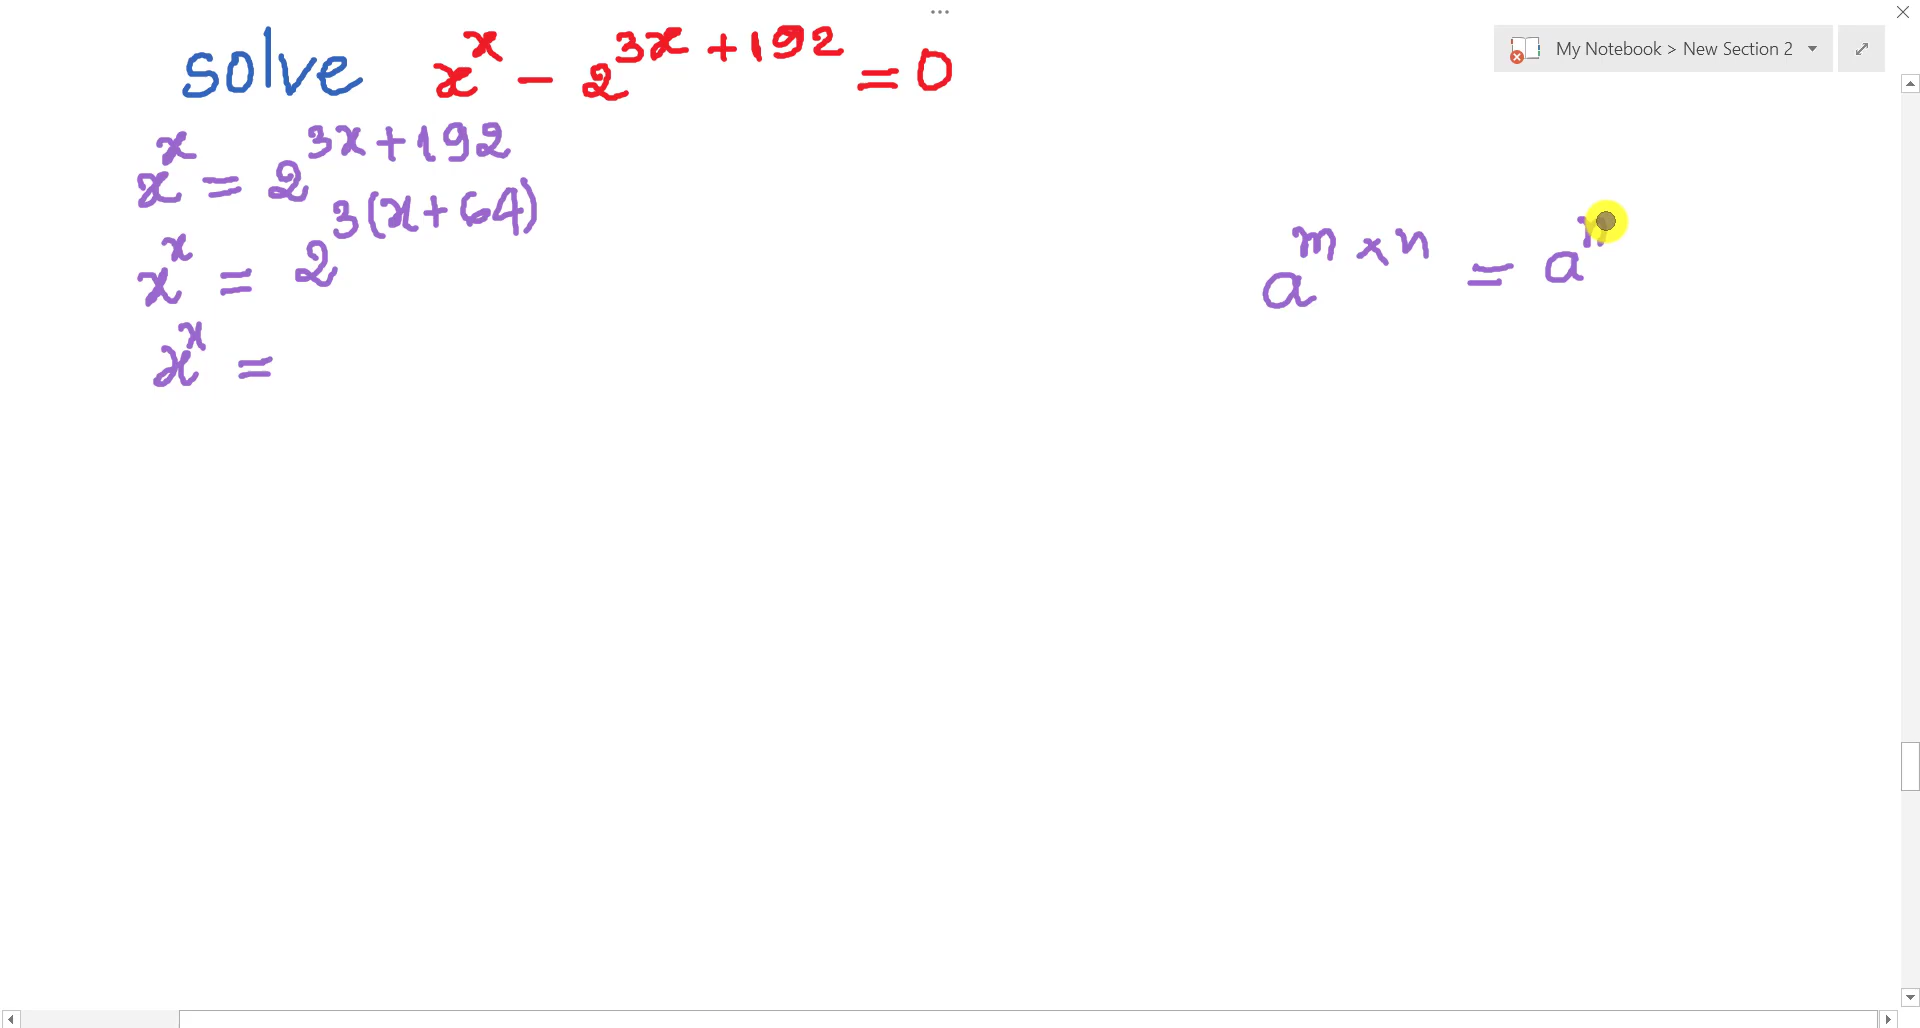 My Notebook > New Section 2
solve x^x - 2^{3x+192} = 0
x^x = 2^{3x+192}
x^x = 2^{3(x+64)}
a^{m×n} = a
x^x =